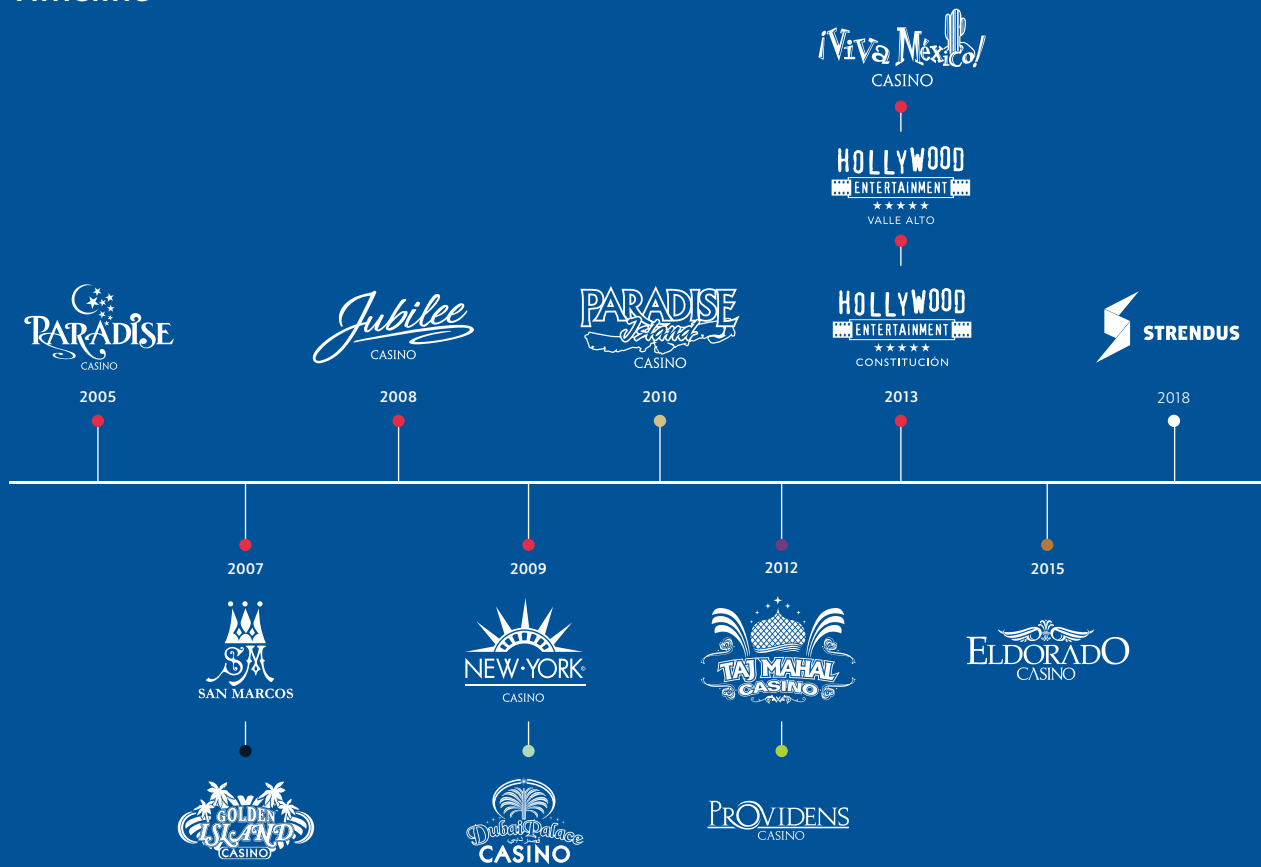 ¡Viva México!
CASINO
HOLLYWOOD
ENTERTAINMENT
VALLE ALTO
PARADISE
CASINO
2005
Jubilee
CASINO
2008
PARADISE
Island
CASINO
2010
HOLLYWOOD
ENTERTAINMENT
CONSTITUCIÓN
2013
STRENDUS
2018
2007
SM
SAN MARCOS
GOLDEN
ISLAND
CASINO
2009
NEW·YORK
CASINO
Dubai Palace
CASINO
2012
TAJ MAHAL
CASINO
PROVIDENS
CASINO
2015
ELDORADO
CASINO